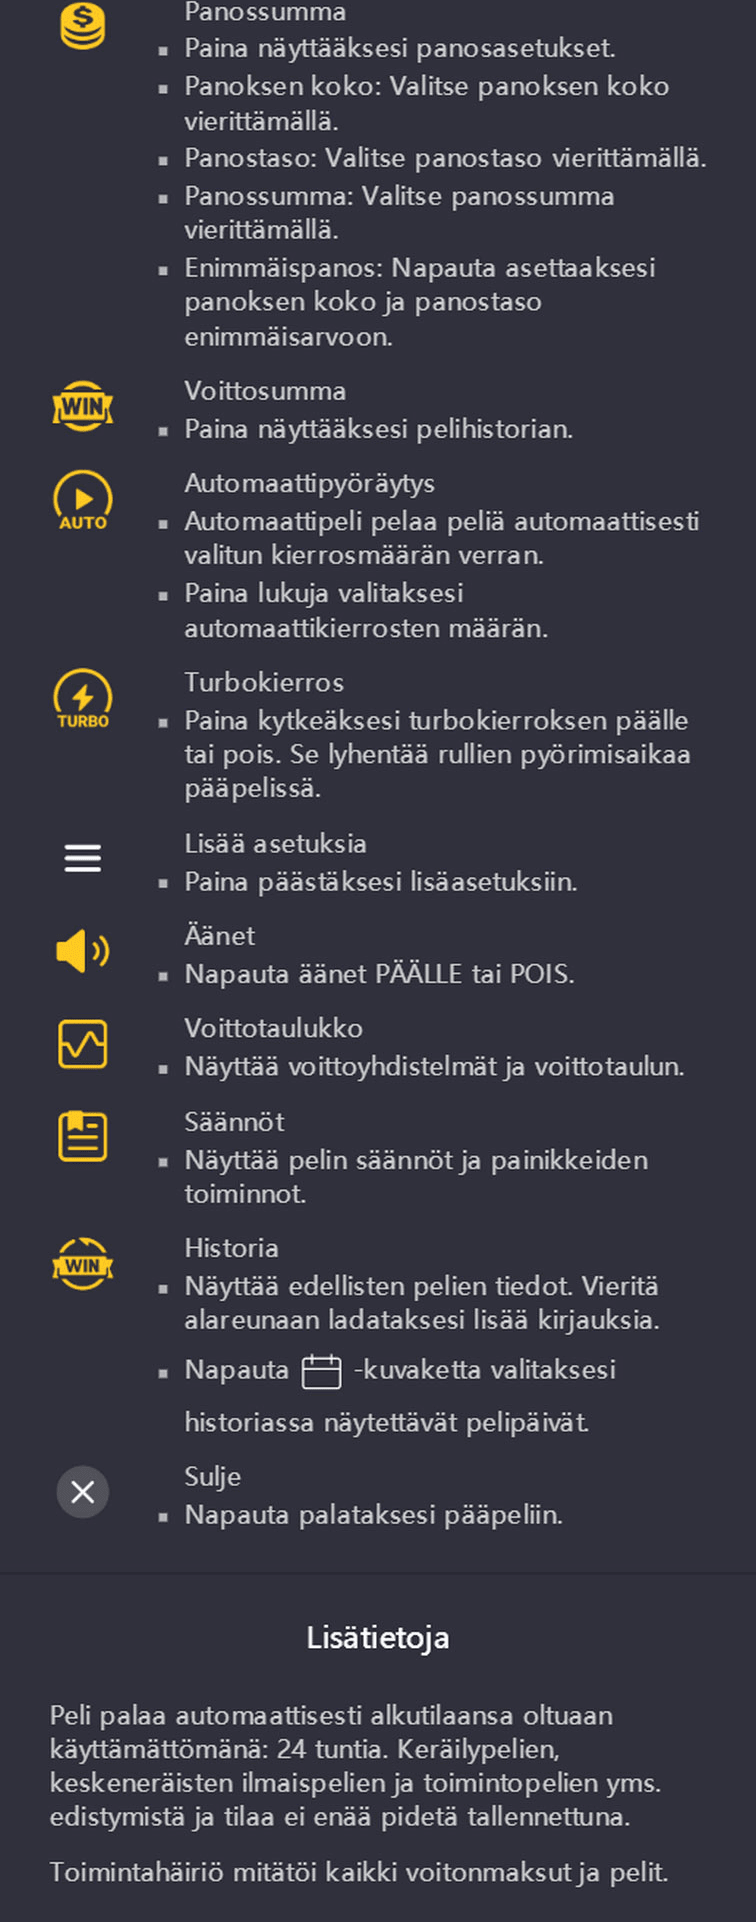 Panossumma
▪ Paina näyttääksesi panosasetukset.
▪ Panoksen koko: Valitse panoksen koko
vierittämällä.
▪ Panostaso: Valitse panostaso vierittämällä.
▪ Panossumma: Valitse panossumma
vierittämällä.
▪ Enimmäispanos: Napauta asettaaksesi
panoksen koko ja panostaso
enimmäisarvoon.
WIN
Voittosumma
▪ Paina näyttääksesi pelihistorian.
Automaattipyöräytys
AUTO
▪ Automaattipeli pelaa peliä automaattisesti
valitun kierrosmäärän verran.
▪ Paina lukuja valitaksesi
automaattikierrosten määrän.
Turbokierros
TURBO
▪ Paina kytkeäksesi turbokierroksen päälle
tai pois. Se lyhentää rullien pyörimisaikaa
pääpelissä.
Lisää asetuksia
▪ Paina päästäksesi lisäasetuksiin.
Äänet
▪ Napauta äänet PÄÄLLE tai POIS.
Voittotaulukko
▪ Näyttää voittoyhdistelmät ja voittotaulun.
Säännöt
▪ Näyttää pelin säännöt ja painikkeiden
toiminnot.
Historia
WIN
▪ Näyttää edellisten pelien tiedot. Vieritä
alareunaan ladataksesi lisää kirjauksia.
▪ Napauta -kuvaketta valitaksesi
historiassa näytettävät pelipäivät.
Sulje
▪ Napauta palataksesi pääpeliin.
Lisätietoja
Peli palaa automaattisesti alkutilaansa oltuaan
käyttämättömänä: 24 tuntia. Keräilypelien,
keskeneräisten ilmaispelien ja toimintopelien yms.
edistymistä ja tilaa ei enää pidetä tallennettuna.
Toimintahäiriö mitätöi kaikki voitonmaksut ja pelit.